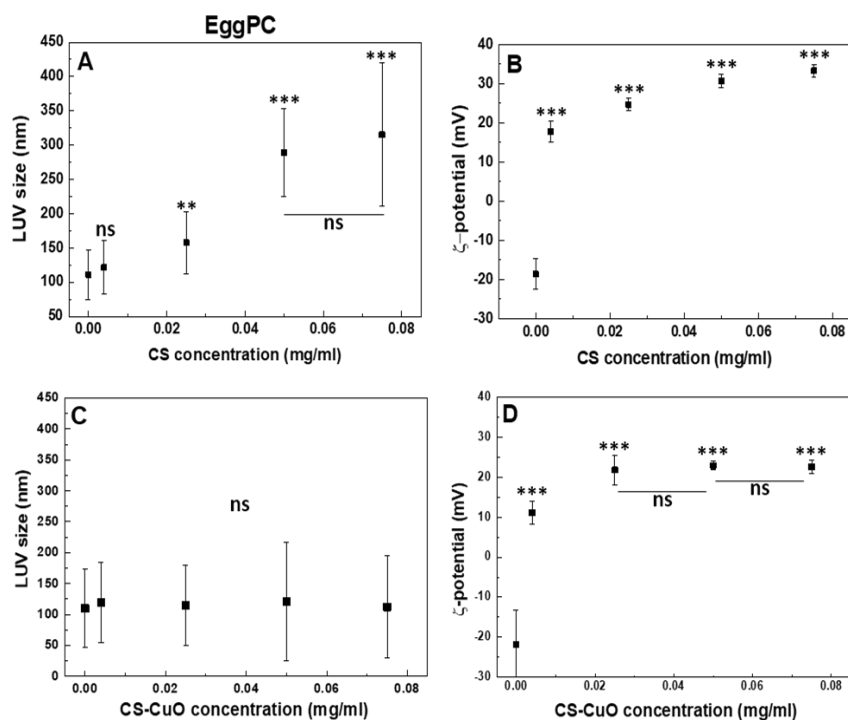 EggPC
A
450
400
350
300
250
200
150
100
50
LUV size (nm)
ns
**
***
***
ns
0.00 0.02 0.04 0.06 0.08
CS concentration (mg/ml)
B
40
30
20
10
0
-10
-20
-30
ζ–potential (mV)
***
***
***
***
0.00 0.02 0.04 0.06 0.08
CS concentration (mg/ml)
C
450
400
350
300
250
200
150
100
50
0
LUV size (nm)
ns
0.00 0.02 0.04 0.06 0.08
CS-CuO concentration (mg/ml)
D
40
30
20
10
0
-10
-20
-30
ζ-potential (mV)
***
***
***
***
ns
ns
0.00 0.02 0.04 0.06 0.08
CS-CuO concentration (mg/ml)